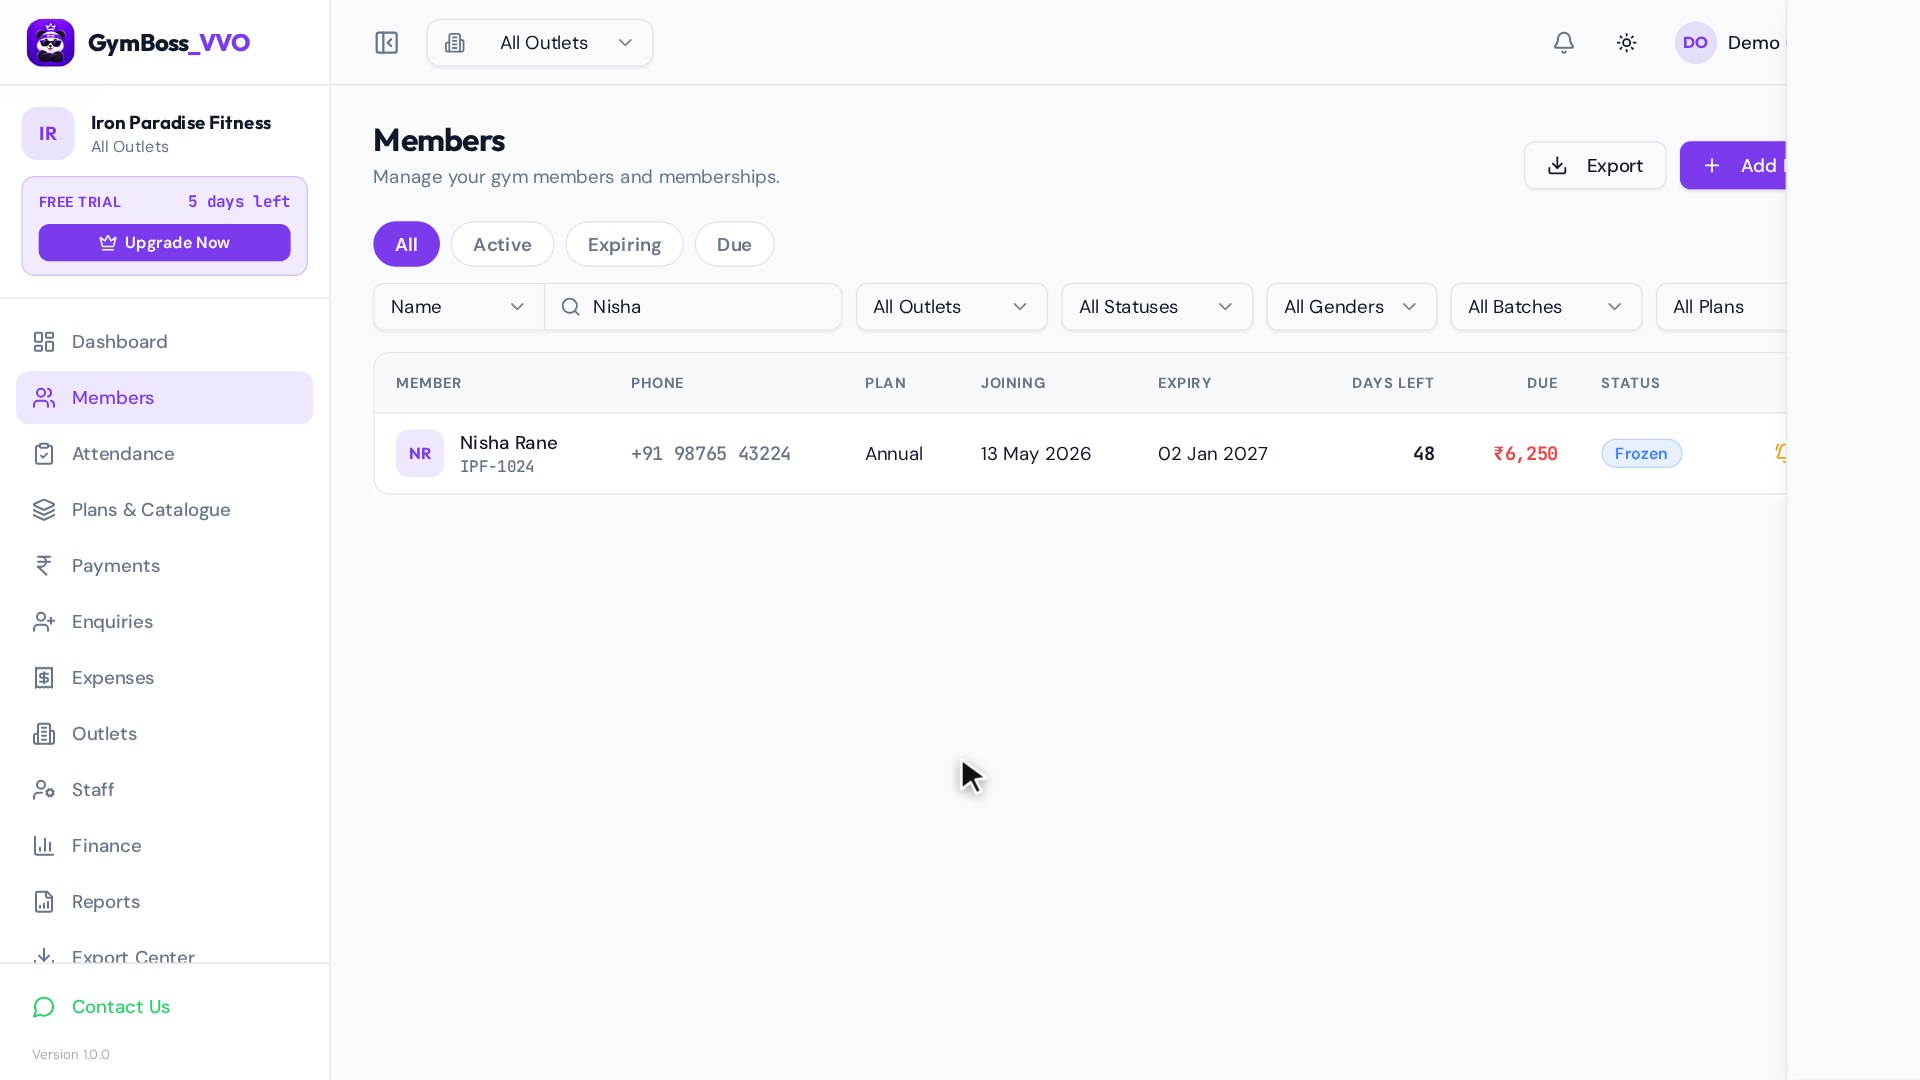 GymBoss_VVO
All Outlets
DO Demo
IR
Iron Paradise Fitness
All Outlets
FREE TRIAL 5 days left
Upgrade Now
Dashboard
Members
Attendance
Plans & Catalogue
Payments
Enquiries
Expenses
Outlets
Staff
Finance
Reports
Export Center
Contact Us
Version 1.0.0
Members
Manage your gym members and memberships.
Export
Add
All Active Expiring Due
Name Nisha All Outlets All Statuses All Genders All Batches All Plans
MEMBER PHONE PLAN JOINING EXPIRY DAYS LEFT DUE STATUS
NR Nisha Rane +91 98765 43224 Annual 13 May 2026 02 Jan 2027 48 ₹6,250 Frozen
IPF-1024